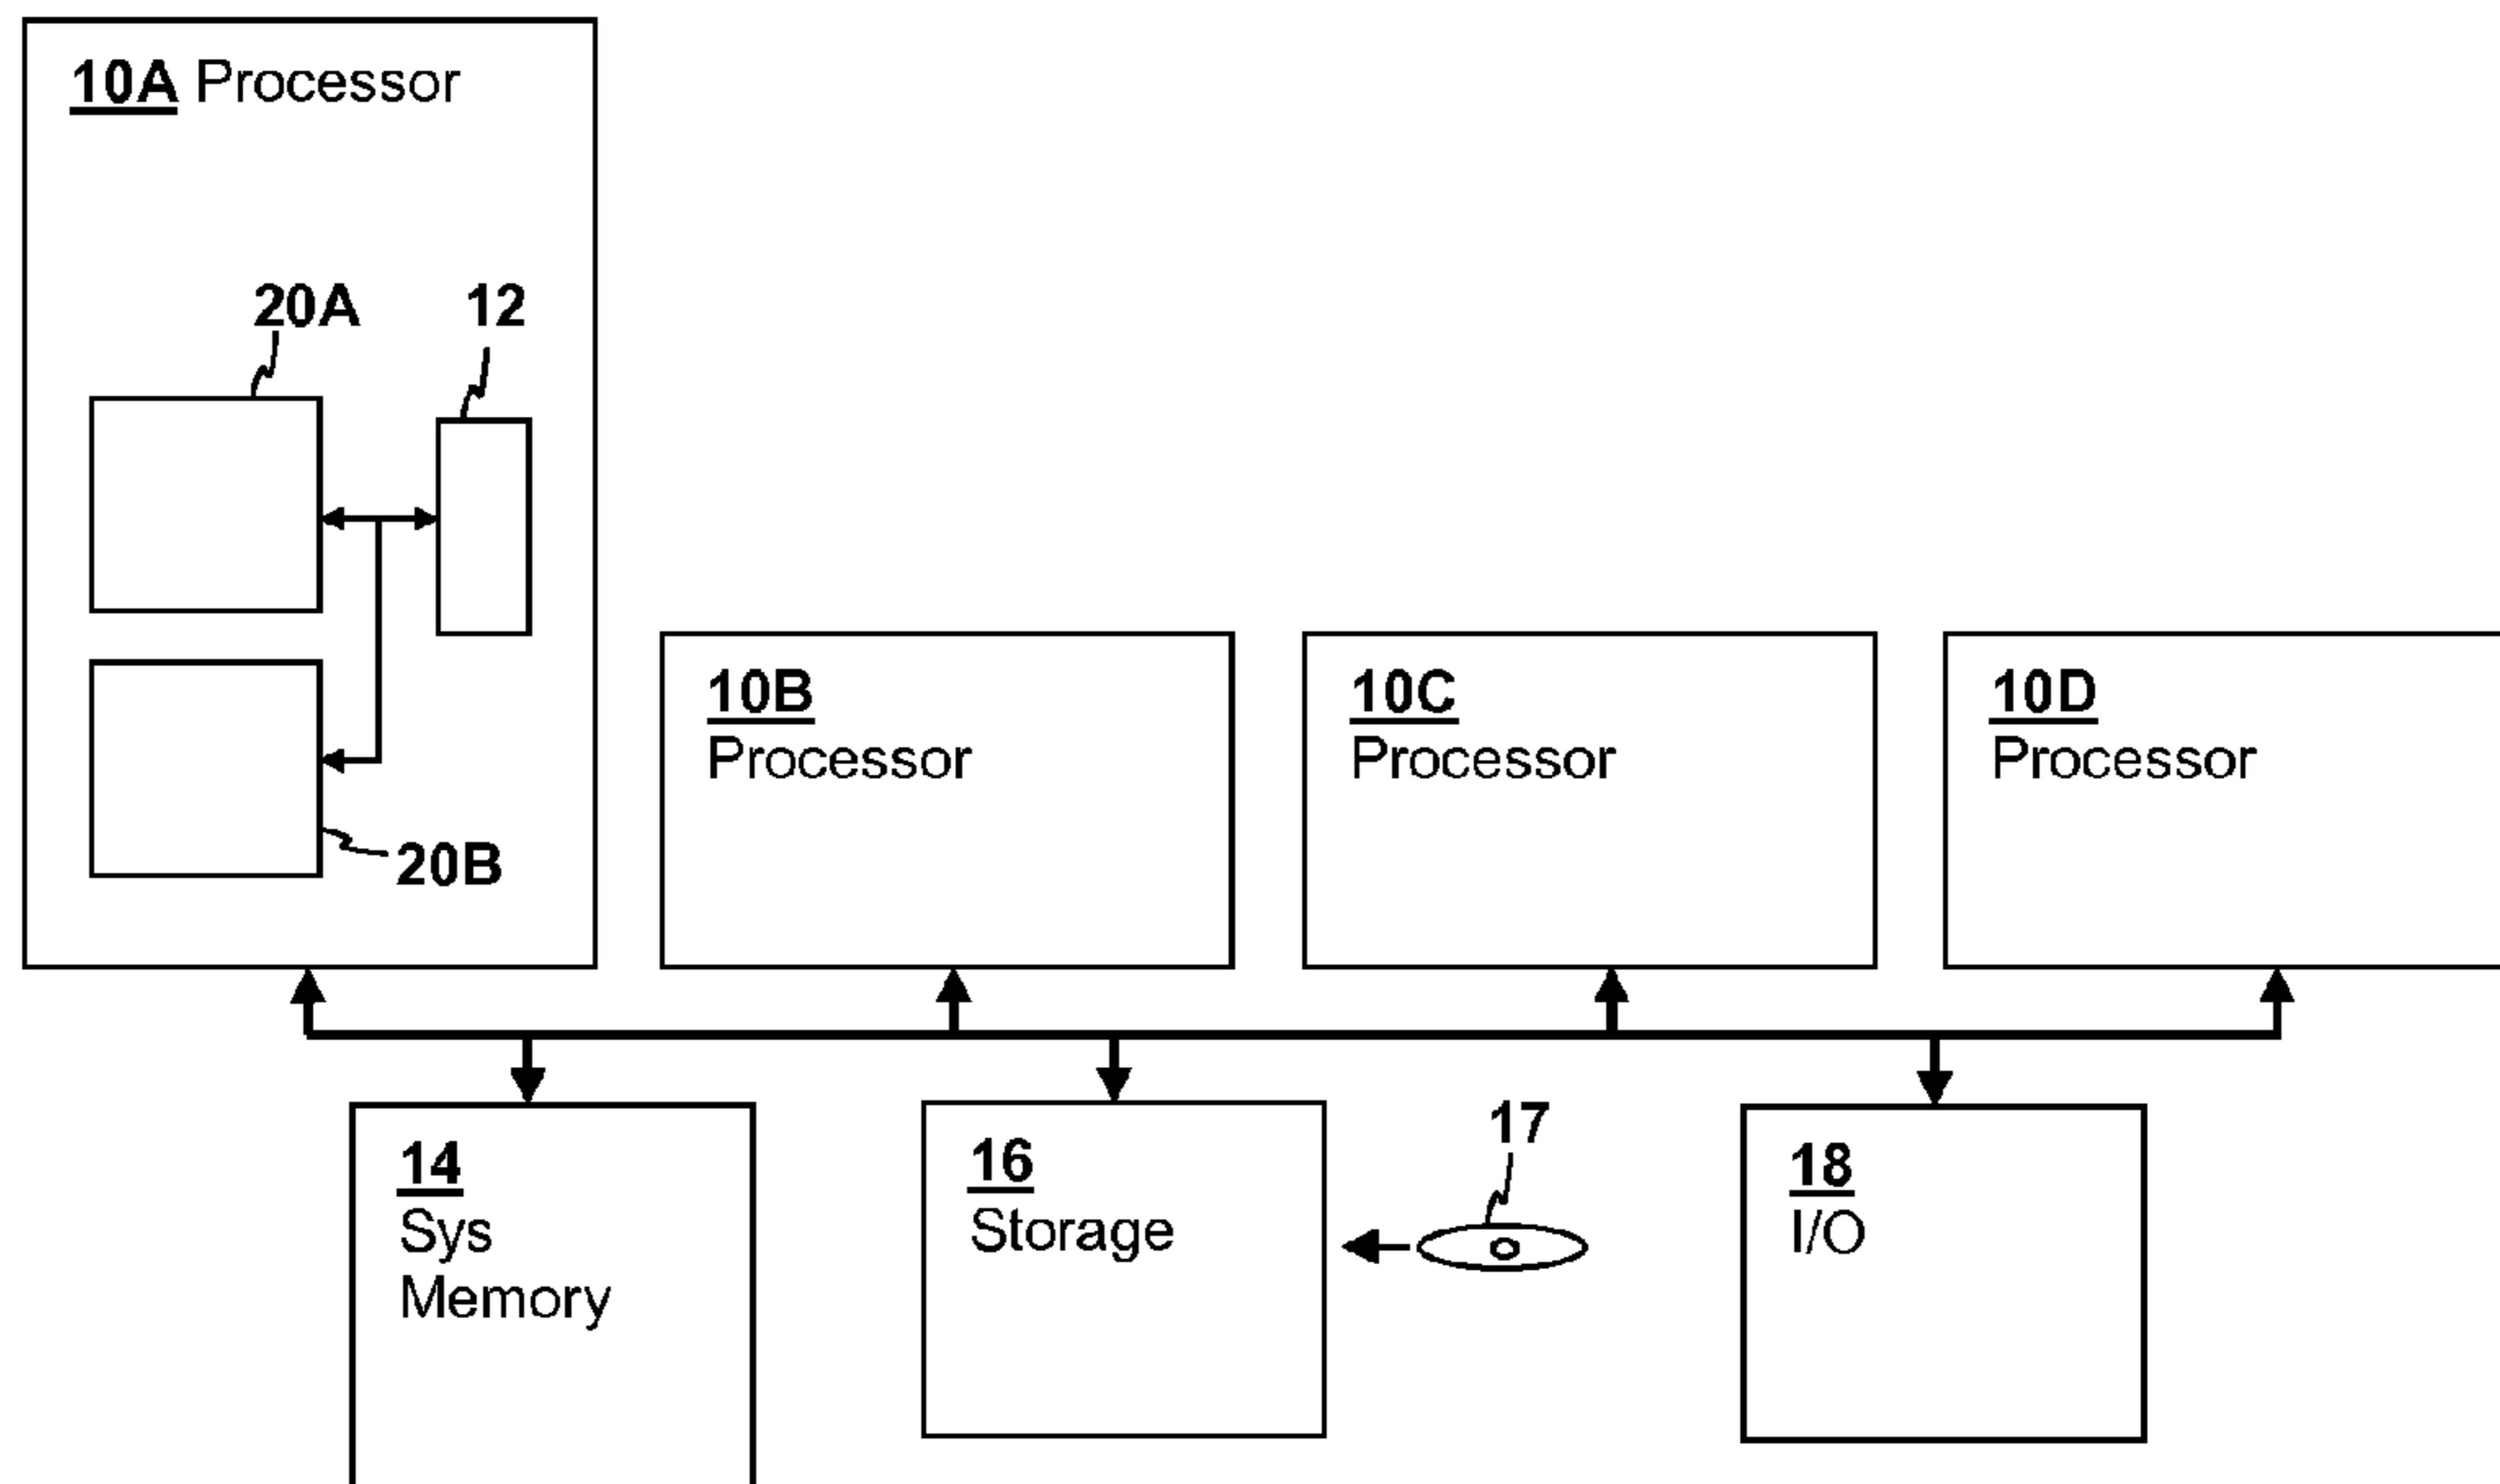 10A Processor
20A
12
20B
10B
Processor
10C
Processor
10D
Processor
14
Sys
Memory
16
Storage
17
18
I/O